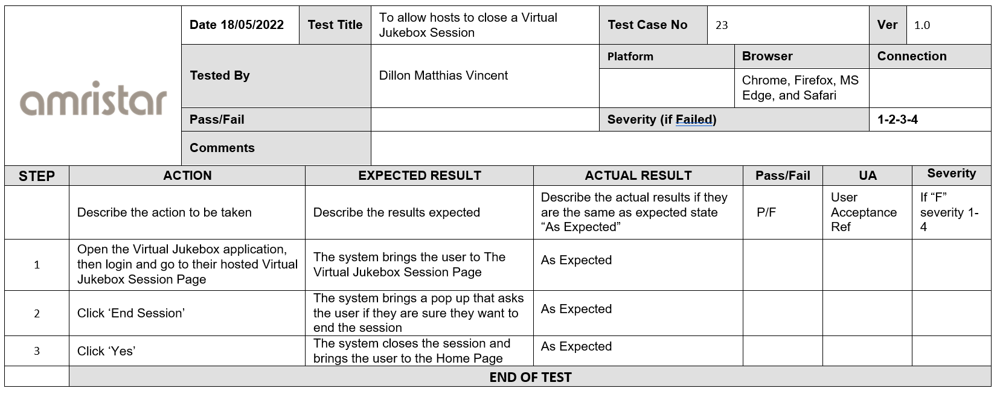 amristar
Date 18/05/2022
Test Title
To allow hosts to close a Virtual
Jukebox Session
Test Case No
23
Ver
1.0
Tested By
Dillon Matthias Vincent
Platform
Browser
Connection
Chrome, Firefox, MS
Edge, and Safari
Pass/Fail
Severity (if Failed)
1-2-3-4
Comments
STEP
ACTION
EXPECTED RESULT
ACTUAL RESULT
Pass/Fail
UA
Severity
Describe the action to be taken
Describe the results expected
Describe the actual results if they
are the same as expected state
“As Expected”
P/F
User
Acceptance
Ref
If “F”
severity 1-
4
1
Open the Virtual Jukebox application,
then login and go to their hosted Virtual
Jukebox Session Page
The system brings the user to The
Virtual Jukebox Session Page
As Expected
2
Click ‘End Session’
The system brings a pop up that asks
the user if they are sure they want to
end the session
As Expected
3
Click ‘Yes’
The system closes the session and
brings the user to the Home Page
As Expected
END OF TEST